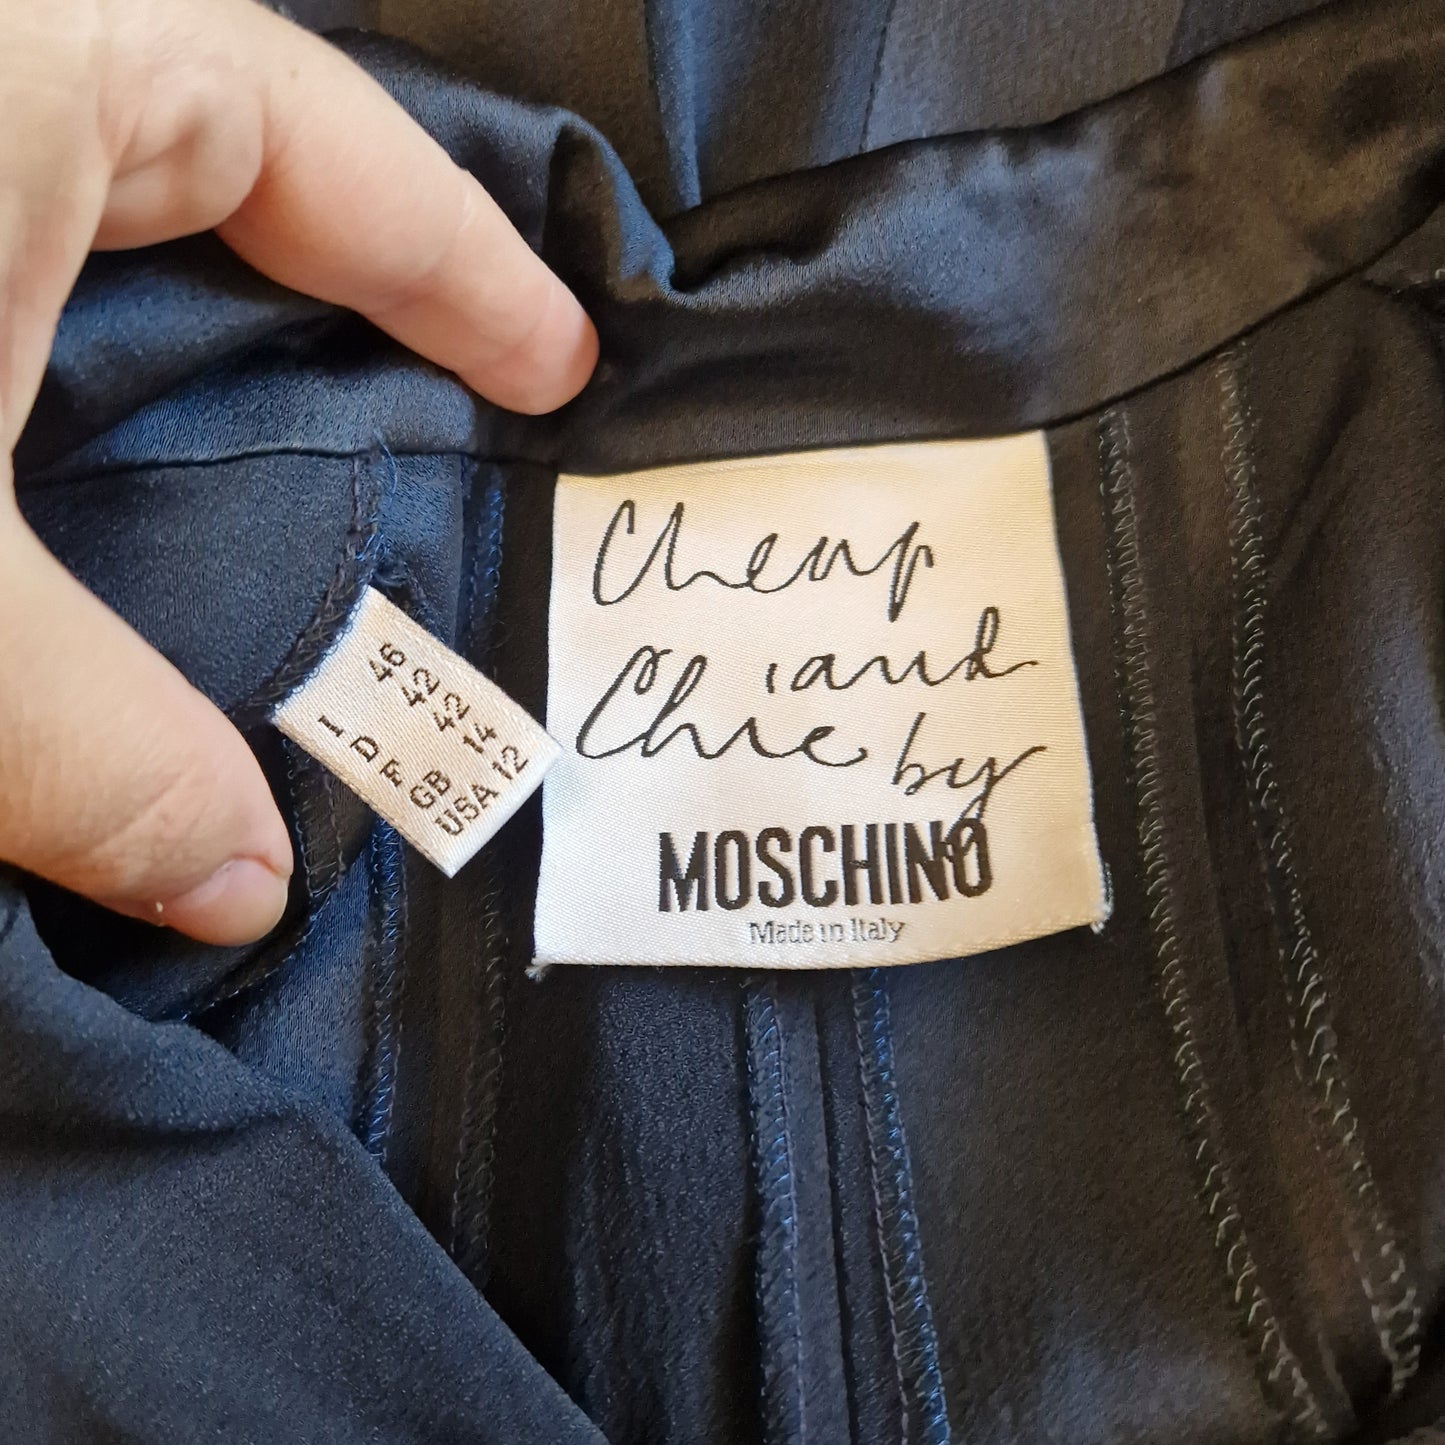 Cheap
and
Chic
by
MOSCHINO
Made in Italy
I 46
D 42
F 42
GB 14
USA 12